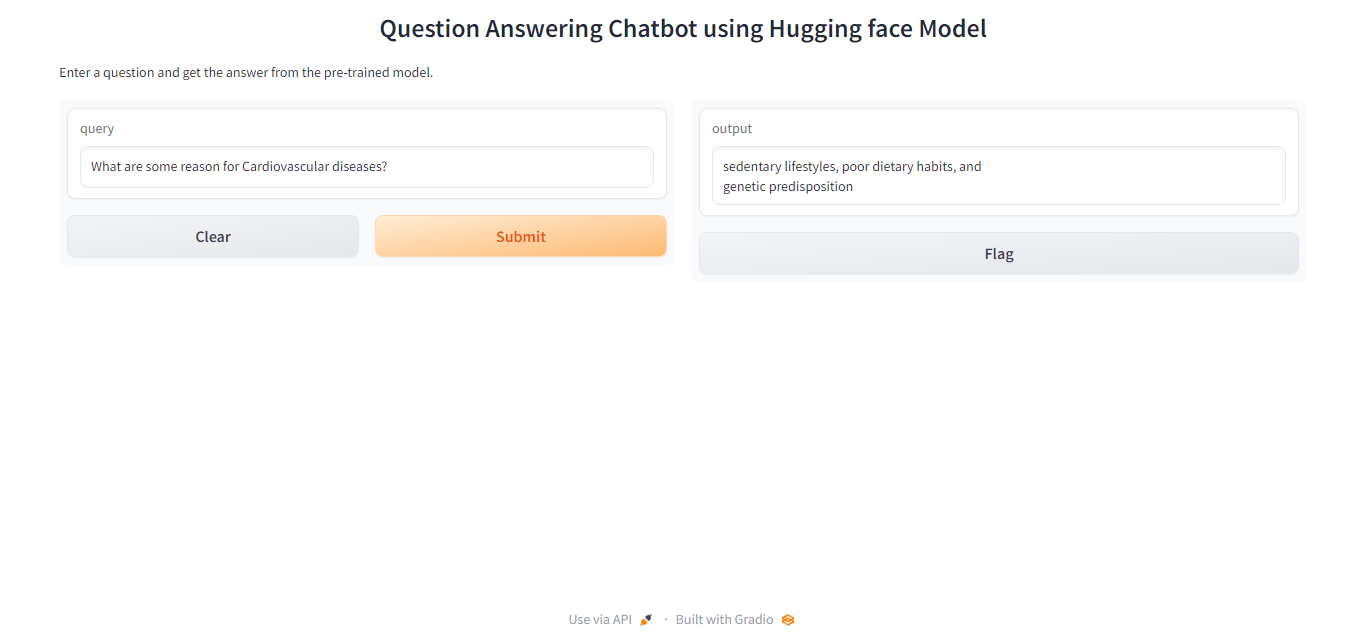 Question Answering Chatbot using Hugging face Model
Enter a question and get the answer from the pre-trained model.
query
What are some reason for Cardiovascular diseases?
Clear
Submit
output
sedentary lifestyles, poor dietary habits, and
genetic predisposition
Flag
Use via API · Built with Gradio